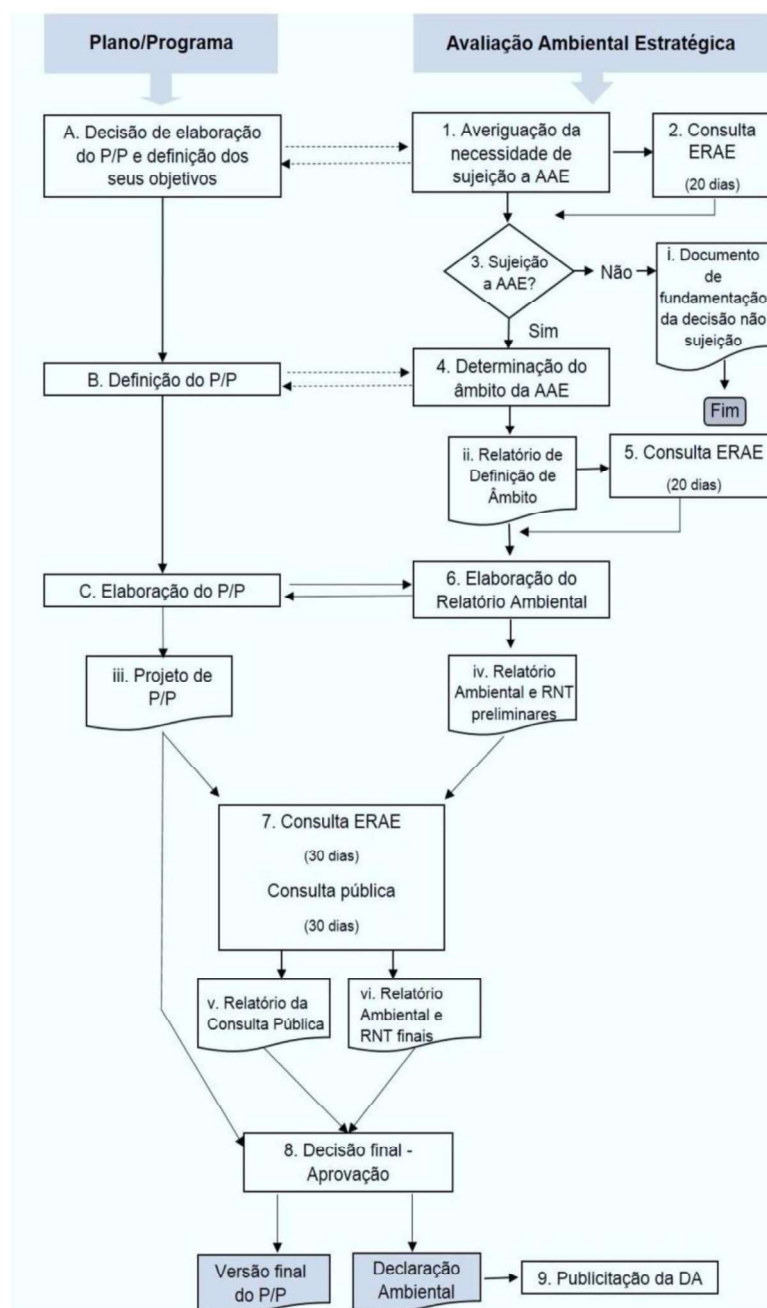 Plano/Programa
Avaliação Ambiental Estratégica
A. Decisão de elaboração
do P/P e definição dos
seus objetivos
1. Averiguação da
necessidade de
sujeição a AAE
2. Consulta
ERAE
(20 dias)
3. Sujeição
a AAE?
Não
i. Documento
de
fundamentação
da decisão não
sujeição
Sim
Fim
B. Definição do P/P
4. Determinação do
âmbito da AAE
ii. Relatório de
Definição de
Âmbito
5. Consulta ERAE
(20 dias)
C. Elaboração do P/P
6. Elaboração do
Relatório Ambiental
iii. Projeto de
P/P
iv. Relatório
Ambiental e RNT
preliminares
7. Consulta ERAE
(30 dias)
Consulta pública
(30 dias)
v. Relatório da
Consulta Pública
vi. Relatório
Ambiental e
RNT finais
8. Decisão final -
Aprovação
Versão final
do P/P
Declaração
Ambiental
9. Publicitação da DA